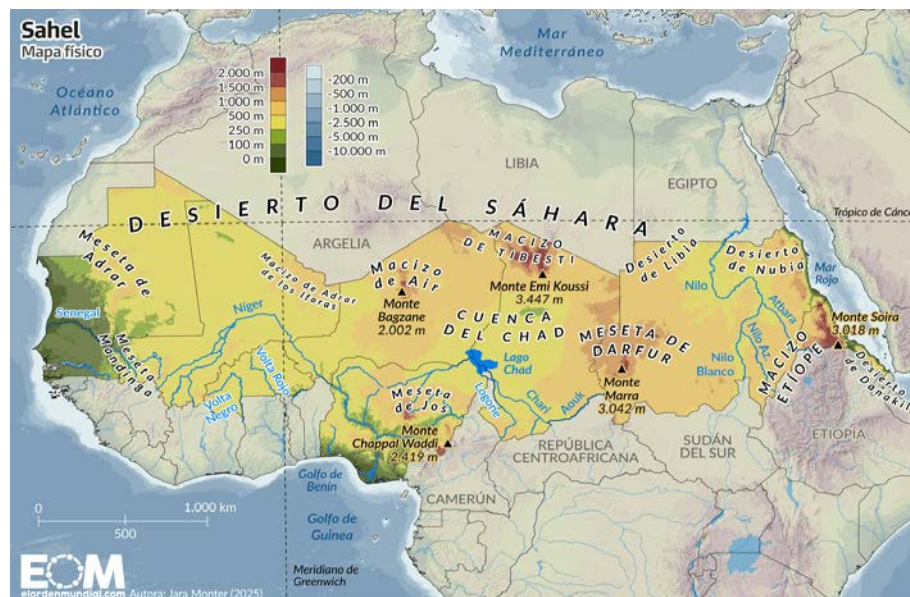 Sahel
Mapa físico
Océano
Atlántico
Mar
Mediterráneo
2.000 m
1.500 m
1.000 m
500 m
250 m
100 m
0 m
-200 m
-500 m
-1.000 m
-2.500 m
-5.000 m
-10.000 m
LIBIA
EGIPTO
ARGELIA
DESIERTO DEL SÁHARA
Trópico de Cánce
Meseta de
Adrar
Macizo de Adrar
de los Iforas
Macizo
de Air
Monte
Bagzane
2.002 m
MACIZO
DE TIBESTI
Monte Emi Koussi
3.447 m
Desierto
de Libia
Desierto
de Nubia
Mar
Rojo
Nilo
Atbara
Nilo Az.
Nilo
Blanco
Monte Soira
3.018 m
MACIZO
ETÍOPE
Desierto
de Danakil
CUENCA
DEL CHAD
MESETA DE
DARFUR
Monte
Marra
3.042 m
Senegal
Níger
Meseta
Mandinga
Volta
Negro
Volta Rojo
Meseta
de Jos
Lago
Chad
Logone
Chari
Aouk
Monte
Chappal Waddi
2.419 m
REPÚBLICA
CENTROAFRICANA
SUDÁN
DEL SUR
ETIOPÍA
CAMERÚN
Golfo de
Benín
Golfo de
Guinea
Meridiano de
Greenwich
0
500
1.000 km
EOM
elordenmundial.com Autora: Jara Monter (2025)